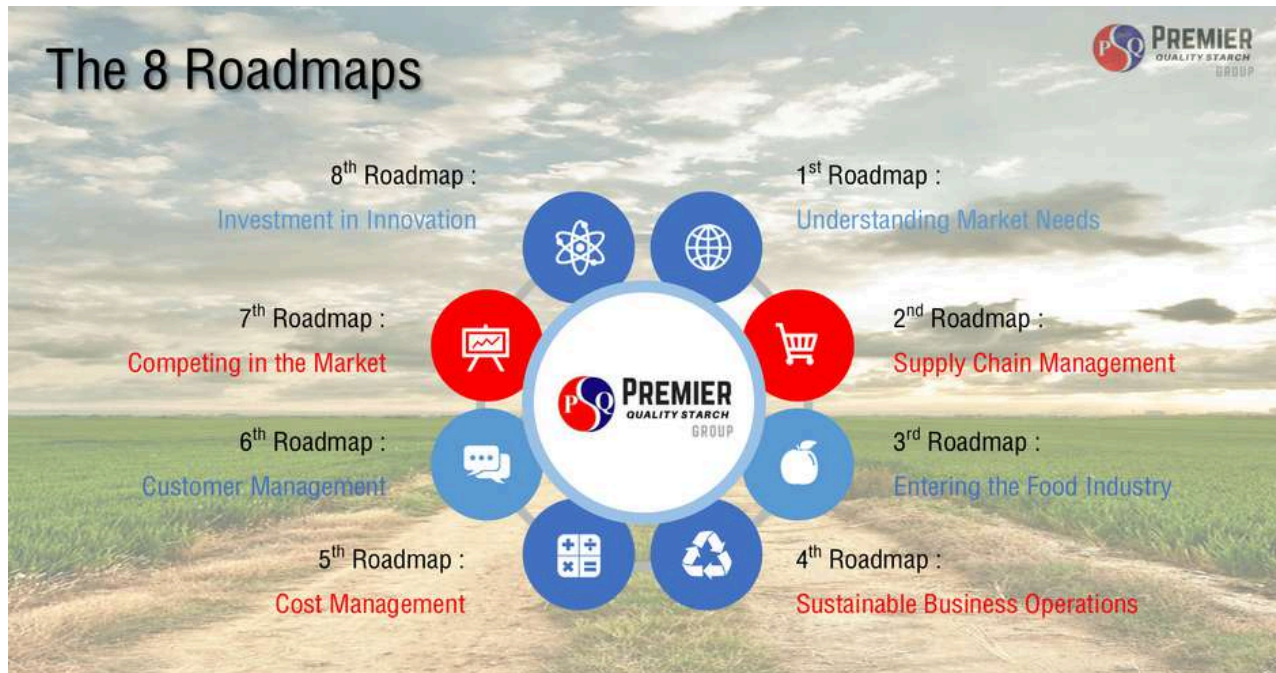 The 8 Roadmaps
PSQ PREMIER
QUALITY STARCH
GROUP
8th Roadmap :
Investment in Innovation
1st Roadmap :
Understanding Market Needs
7th Roadmap :
Competing in the Market
2nd Roadmap :
Supply Chain Management
PSQ PREMIER
QUALITY STARCH
GROUP
6th Roadmap :
Customer Management
3rd Roadmap :
Entering the Food Industry
5th Roadmap :
Cost Management
4th Roadmap :
Sustainable Business Operations